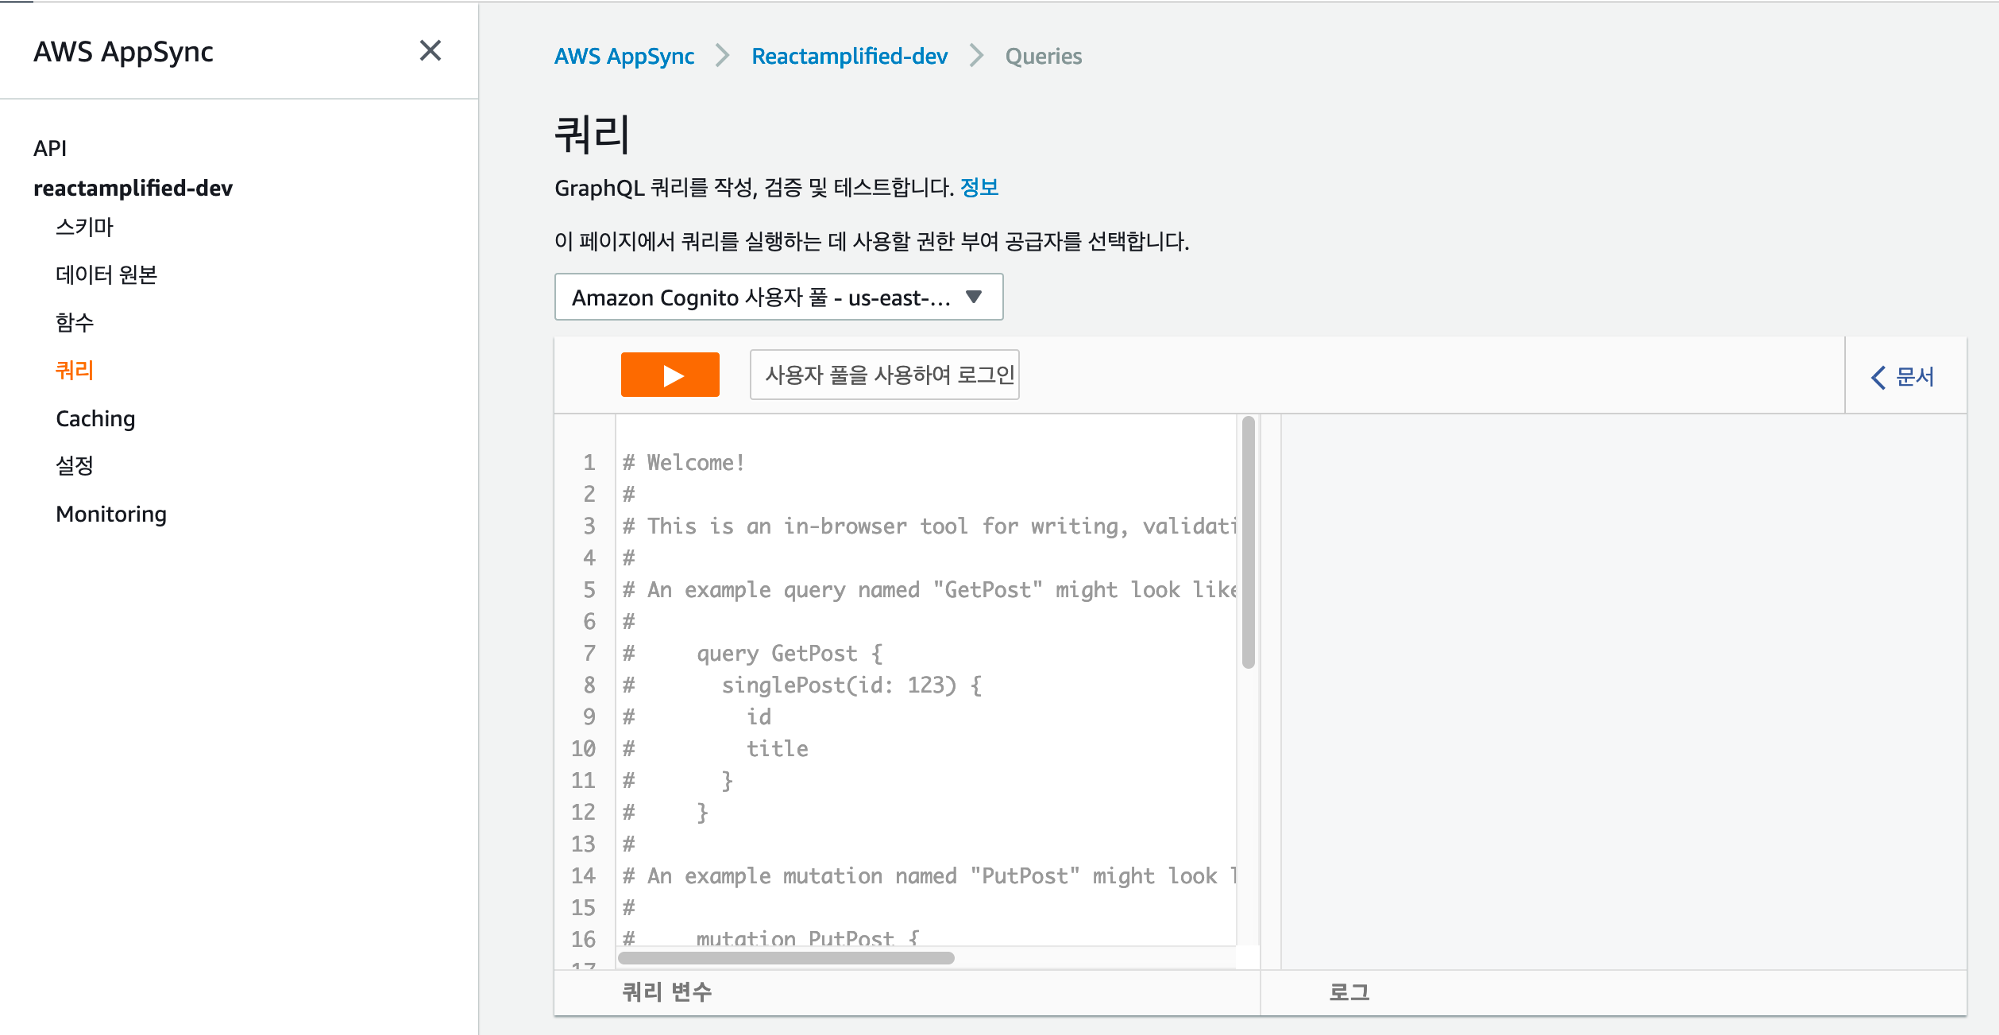 AWS AppSync
API
reactamplified-dev
스키마
데이터 원본
함수
쿼리
Caching
설정
Monitoring
AWS AppSync > Reactamplified-dev > Queries
쿼리
GraphQL 쿼리를 작성, 검증 및 테스트합니다. 정보
이 페이지에서 쿼리를 실행하는 데 사용할 권한 부여 공급자를 선택합니다.
Amazon Cognito 사용자 풀 - us-east-...
사용자 풀을 사용하여 로그인
문서
1 # Welcome!
2 #
3 # This is an in-browser tool for writing, validati
4 #
5 # An example query named "GetPost" might look like
6 #
7 #     query GetPost {
8 #       singlePost(id: 123) {
9 #         id
10 #         title
11 #       }
12 #     }
13 #
14 # An example mutation named "PutPost" might look l
15 #
16 #     mutation PutPost {
17
쿼리 변수
로그